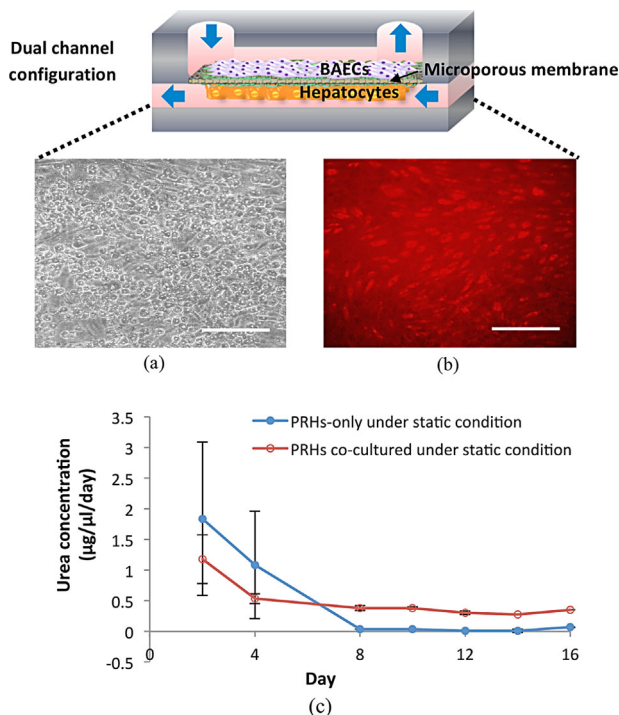 Dual channel
configuration
BAECs
Microporous membrane
Hepatocytes
(a)
(b)
PRHs-only under static condition
PRHs co-cultured under static condition
Urea concentration
(µg/µl/day)
3.5
3
2.5
2
1.5
1
0.5
0
-0.5
0
4
8
12
16
Day
(c)